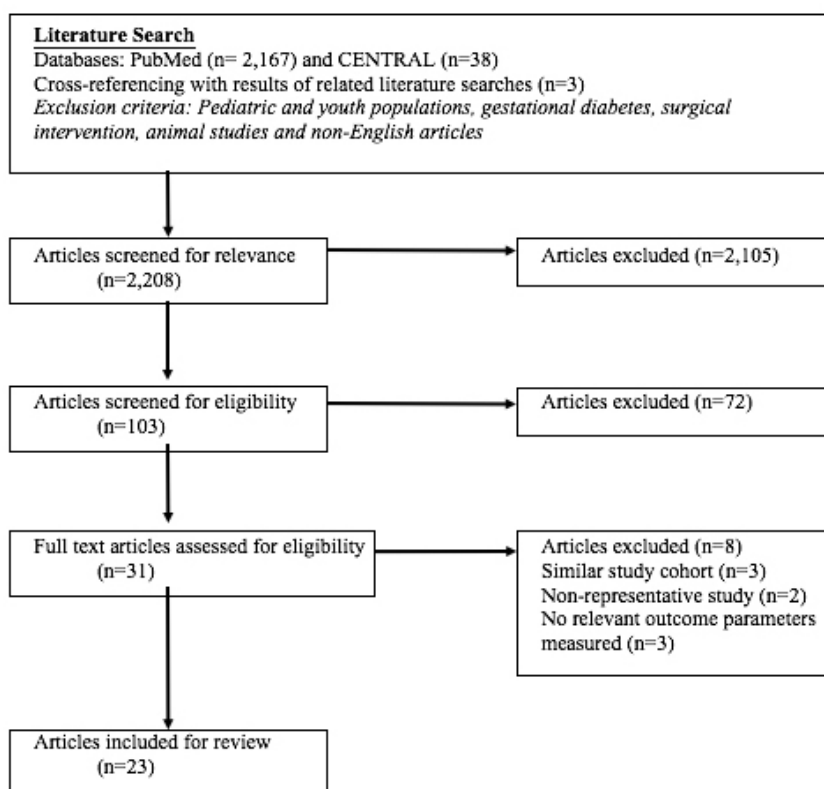 Literature Search
Databases: PubMed (n= 2,167) and CENTRAL (n=38)
Cross-referencing with results of related literature searches (n=3)
Exclusion criteria: Pediatric and youth populations, gestational diabetes, surgical
intervention, animal studies and non-English articles
Articles screened for relevance
(n=2,208)
Articles excluded (n=2,105)
Articles screened for eligibility
(n=103)
Articles excluded (n=72)
Full text articles assessed for eligibility
(n=31)
Articles excluded (n=8)
Similar study cohort (n=3)
Non-representative study (n=2)
No relevant outcome parameters
measured (n=3)
Articles included for review
(n=23)